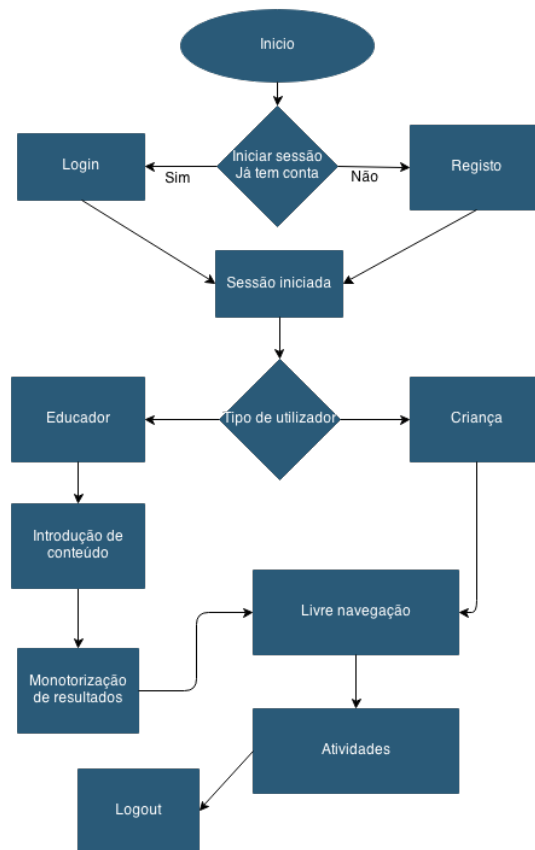 Inicio
Iniciar sessão
Já tem conta
Login
Sim
Não
Registo
Sessão iniciada
Educador
Tipo de utilizador
Criança
Introdução de
conteúdo
Livre navegação
Monotorização
de resultados
Atividades
Logout